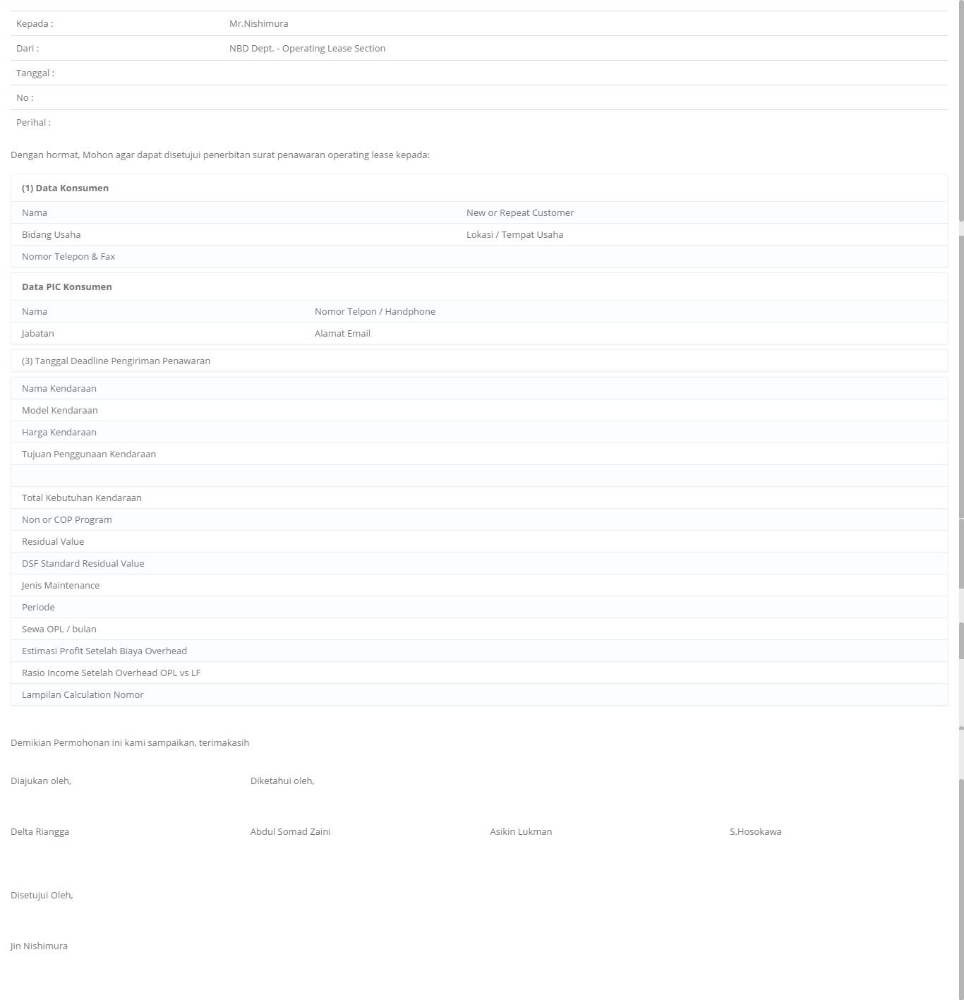 Kepada : Mr.Nishimura
Dari : NBD Dept. - Operating Lease Section
Tanggal :
No :
Perihal :
Dengan hormat, Mohon agar dapat disetujui penerbitan surat penawaran operating lease kepada:
(1) Data Konsumen
Nama New or Repeat Customer
Bidang Usaha Lokasi / Tempat Usaha
Nomor Telepon & Fax
Data PIC Konsumen
Nama Nomor Telpon / Handphone
Jabatan Alamat Email
(3) Tanggal Deadline Pengiriman Penawaran
Nama Kendaraan
Model Kendaraan
Harga Kendaraan
Tujuan Penggunaan Kendaraan
Total Kebutuhan Kendaraan
Non or COP Program
Residual Value
DSF Standard Residual Value
Jenis Maintenance
Periode
Sewa OPL / bulan
Estimasi Profit Setelah Biaya Overhead
Rasio Income Setelah Overhead OPL vs LF
Lampilan Calculation Nomor
Demikian Permohonan ini kami sampaikan, terimakasih
Diajukan oleh, Diketahui oleh,
Delta Riangga Abdul Somad Zaini Asikin Lukman S.Hosokawa
Disetujui Oleh,
Jin Nishimura